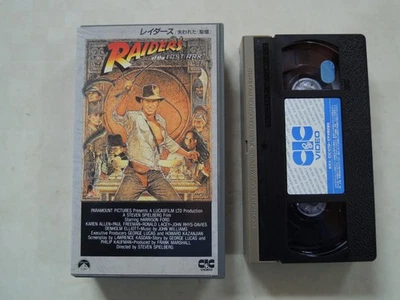 レイダース 失われた《聖櫃》
RAIDERS
of the LOST ARK
PARAMOUNT PICTURES Presents A LUCASFILM LTD Production
A STEVEN SPIELBERG Film
Starring HARRISON FORD
KAREN ALLEN·PAUL FREEMAN·RONALD LACEY·JOHN RHYS-DAVIES
DENHOLM ELLIOTT·Music by JOHN WILLIAMS
Executive Producers GEORGE LUCAS and HOWARD KAZANJIAN
Screenplay by LAWRENCE KASDAN·Story by GEORGE LUCAS and
PHILIP KAUFMAN·Produced by FRANK MARSHALL
Directed by STEVEN SPIELBERG
CIC
VIDEO
CIC
VIDEO